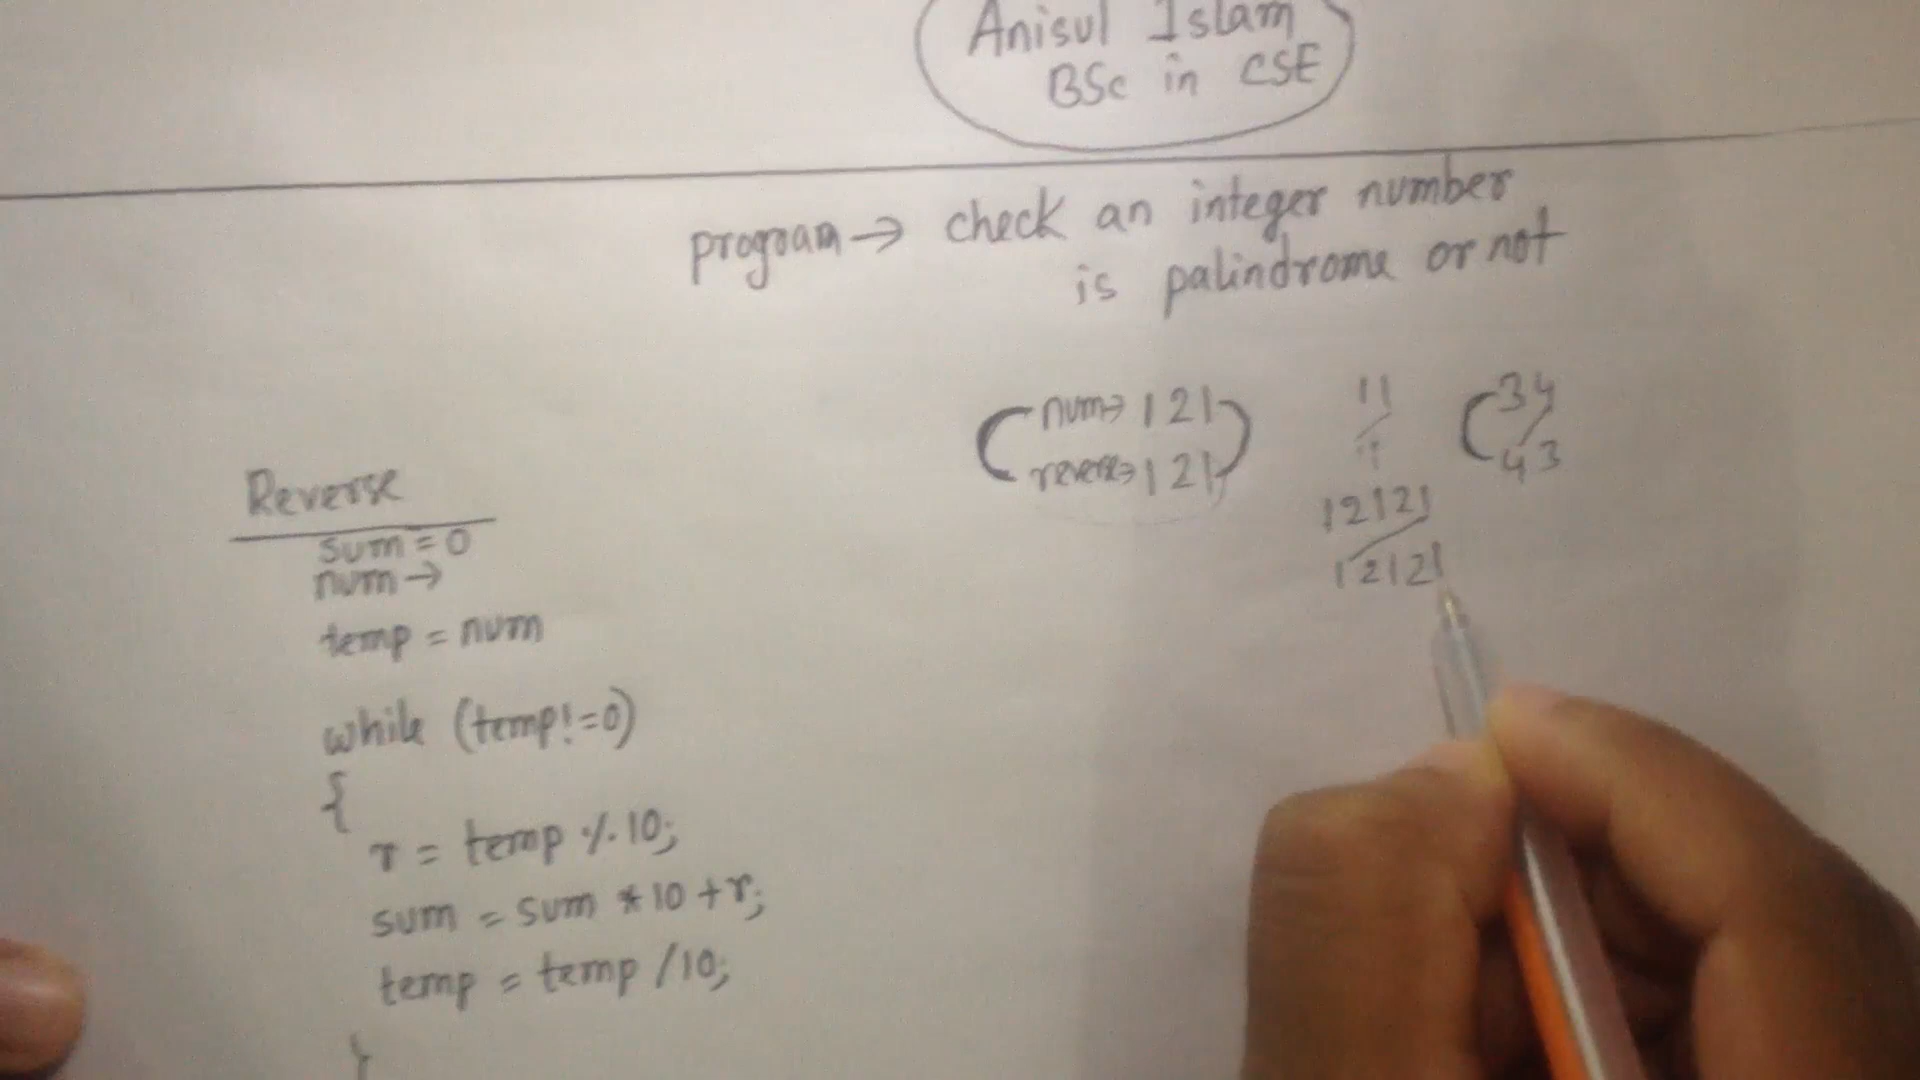 Anisul Islam
BSc in CSE
program → check an integer number
is palindrome or not
num→ 121
reverse→ 121
11
11
34
43
12121
12121
Reverse
sum = 0
num →
temp = num
while (temp!=0)
{
r = temp % 10;
sum = sum * 10 + r;
temp = temp / 10;
}